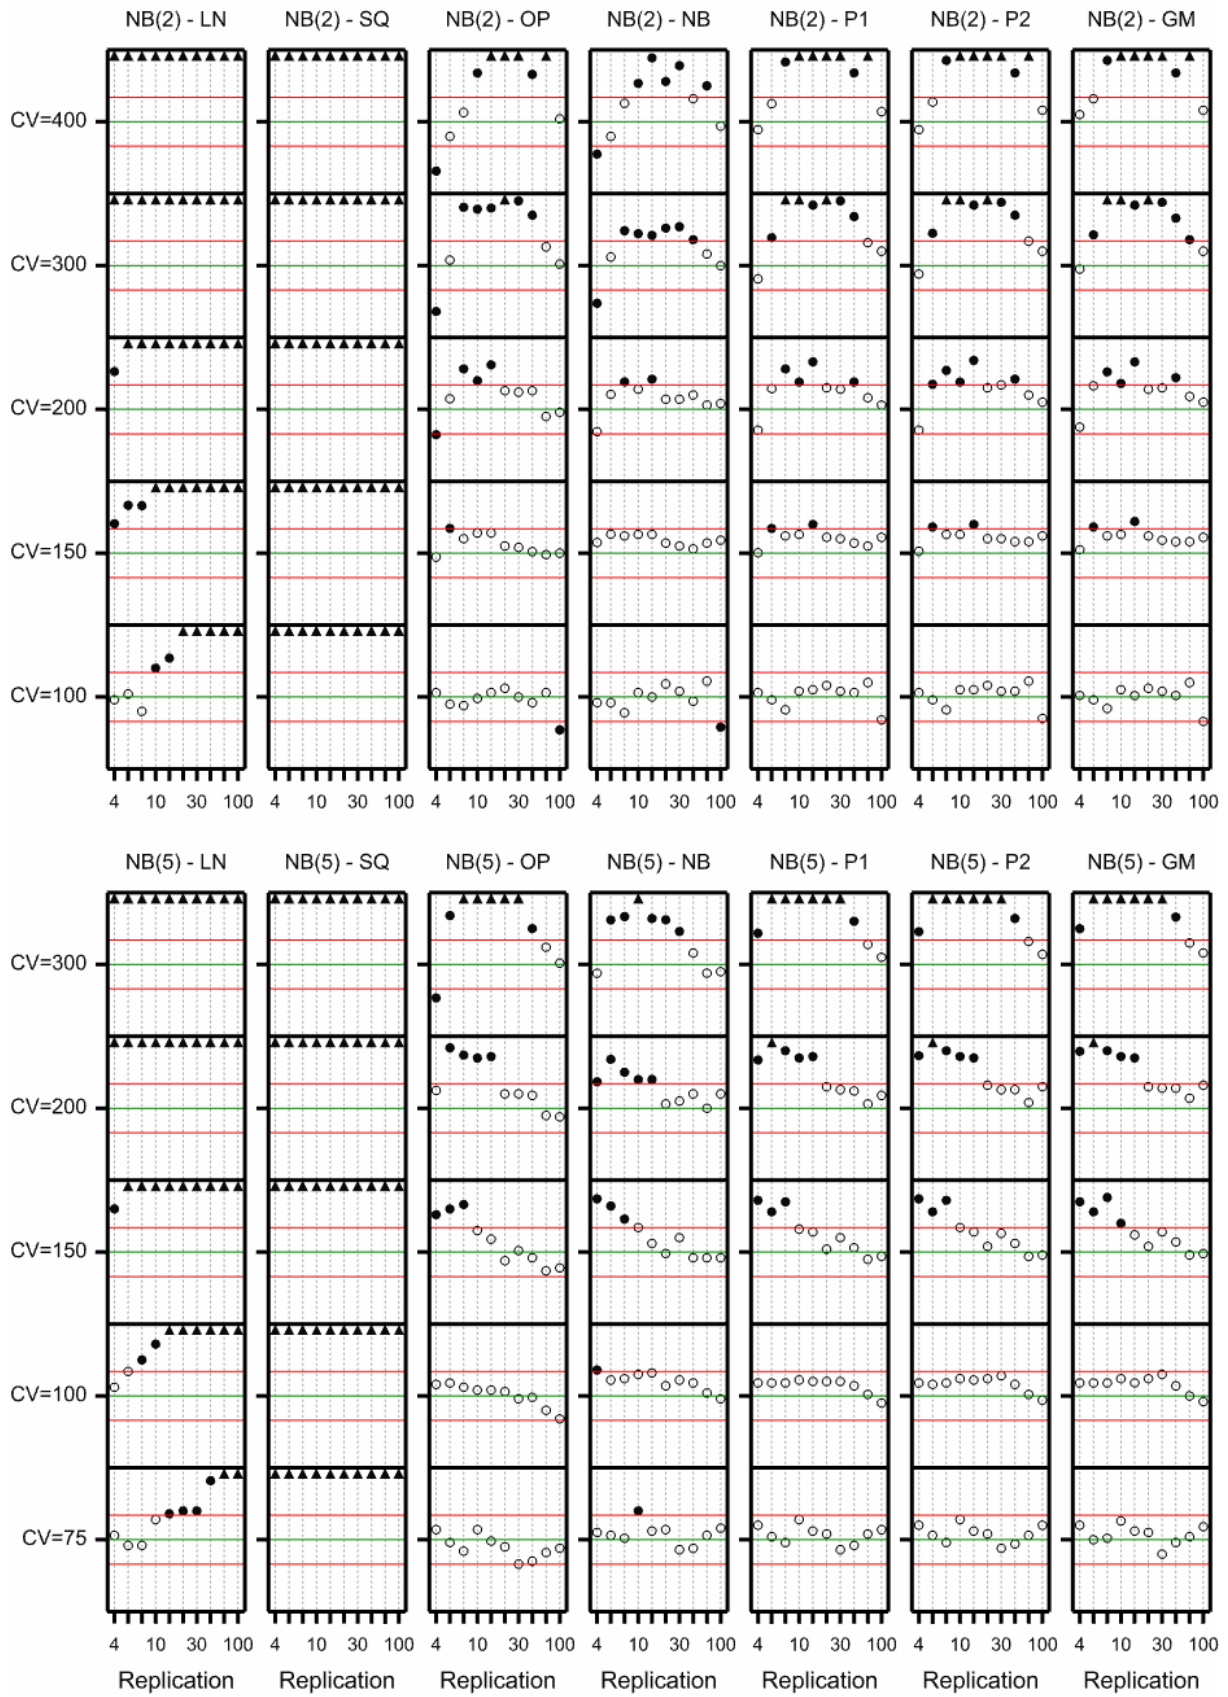 NB(2) - LN NB(2) - SQ NB(2) - OP NB(2) - NB NB(2) - P1 NB(2) - P2 NB(2) - GM
CV=400
CV=300
CV=200
CV=150
CV=100
4 10 30 100 4 10 30 100 4 10 30 100 4 10 30 100 4 10 30 100 4 10 30 100 4 10 30 100
NB(5) - LN NB(5) - SQ NB(5) - OP NB(5) - NB NB(5) - P1 NB(5) - P2 NB(5) - GM
CV=300
CV=200
CV=150
CV=100
CV=75
4 10 30 100 4 10 30 100 4 10 30 100 4 10 30 100 4 10 30 100 4 10 30 100 4 10 30 100
Replication Replication Replication Replication Replication Replication Replication